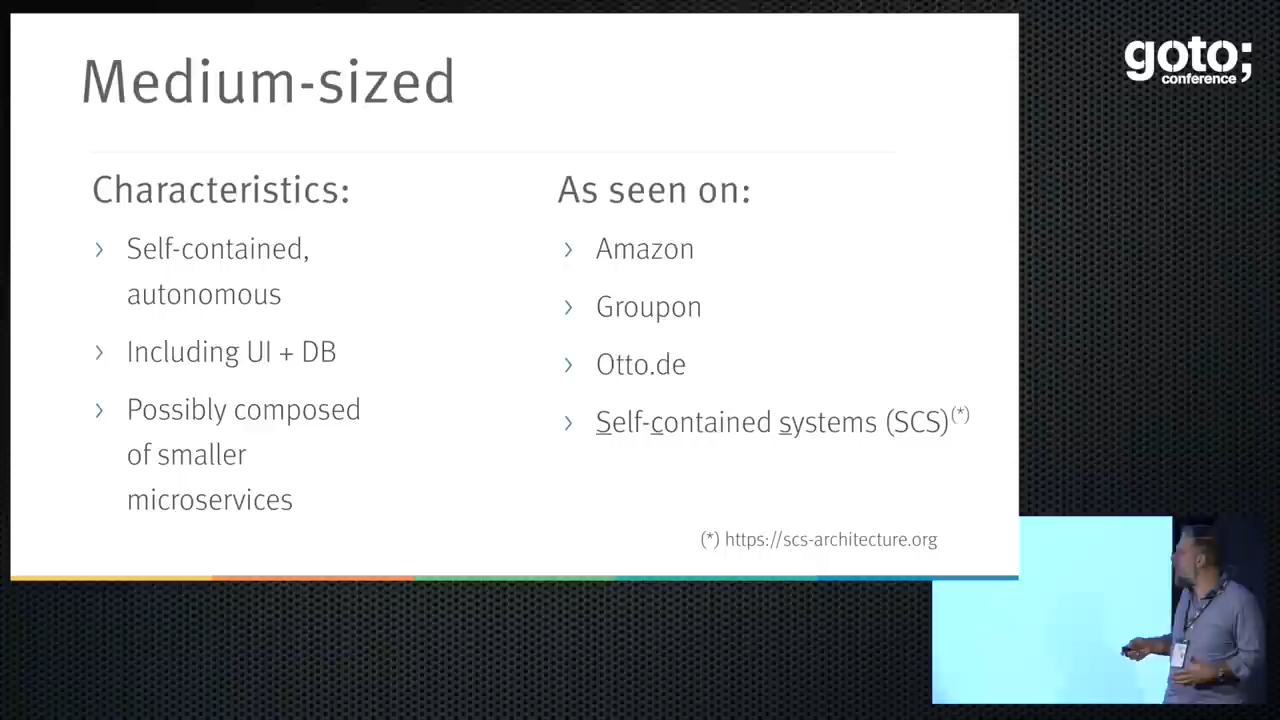 Medium-sized
Characteristics:
› Self-contained,
autonomous
› Including UI + DB
› Possibly composed
of smaller
microservices
As seen on:
› Amazon
› Groupon
› Otto.de
› Self-contained systems (SCS)(*)
(*) https://scs-architecture.org
goto;
conference